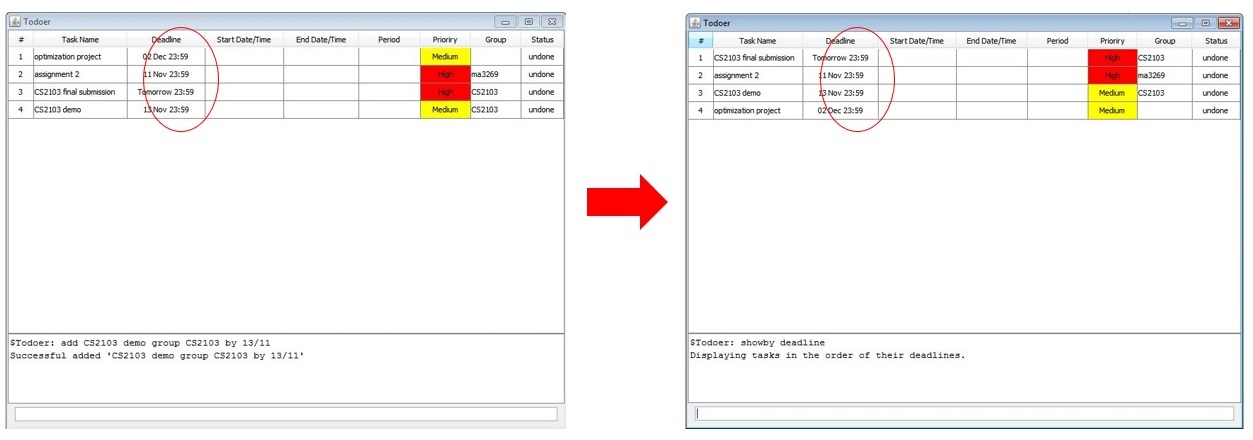 Todoer
# Task Name Deadline Start Date/Time End Date/Time Period Prioriry Group Status
1 optimization project 02 Dec 23:59 Medium undone
2 assignment 2 11 Nov 23:59 High ma3269 undone
3 CS2103 final submission Tomorrow 23:59 High CS2103 undone
4 CS2103 demo 13 Nov 23:59 Medium CS2103 undone
$Todoer: add CS2103 demo group CS2103 by 13/11
Successful added 'CS2103 demo group CS2103 by 13/11'
Todoer
# Task Name Deadline Start Date/Time End Date/Time Period Prioriry Group Status
1 CS2103 final submission Tomorrow 23:59 High CS2103 undone
2 assignment 2 11 Nov 23:59 High ma3269 undone
3 CS2103 demo 13 Nov 23:59 Medium CS2103 undone
4 optimization project 02 Dec 23:59 Medium undone
$Todoer: showby deadline
Displaying tasks in the order of their deadlines.